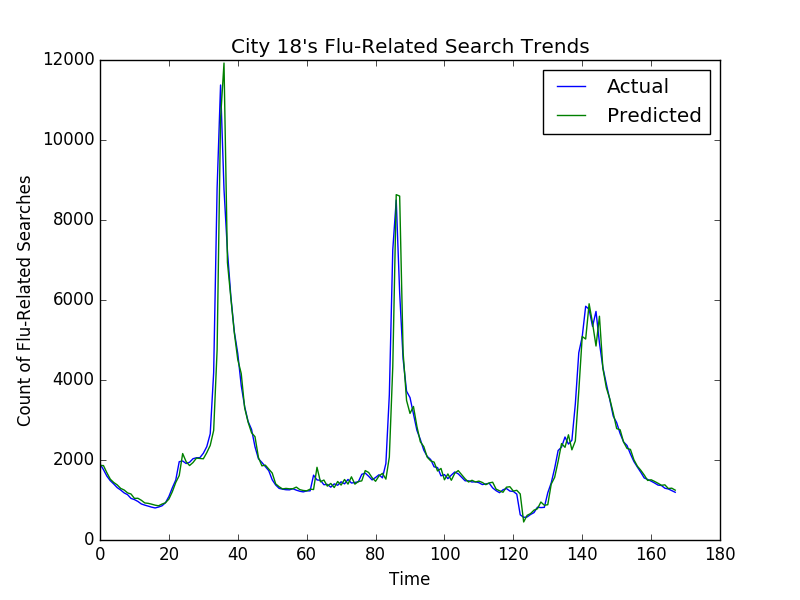 City 18's Flu-Related Search Trends
12000
10000
8000
6000
4000
2000
0
Count of Flu-Related Searches
Actual
Predicted
0 20 40 60 80 100 120 140 160 180
Time